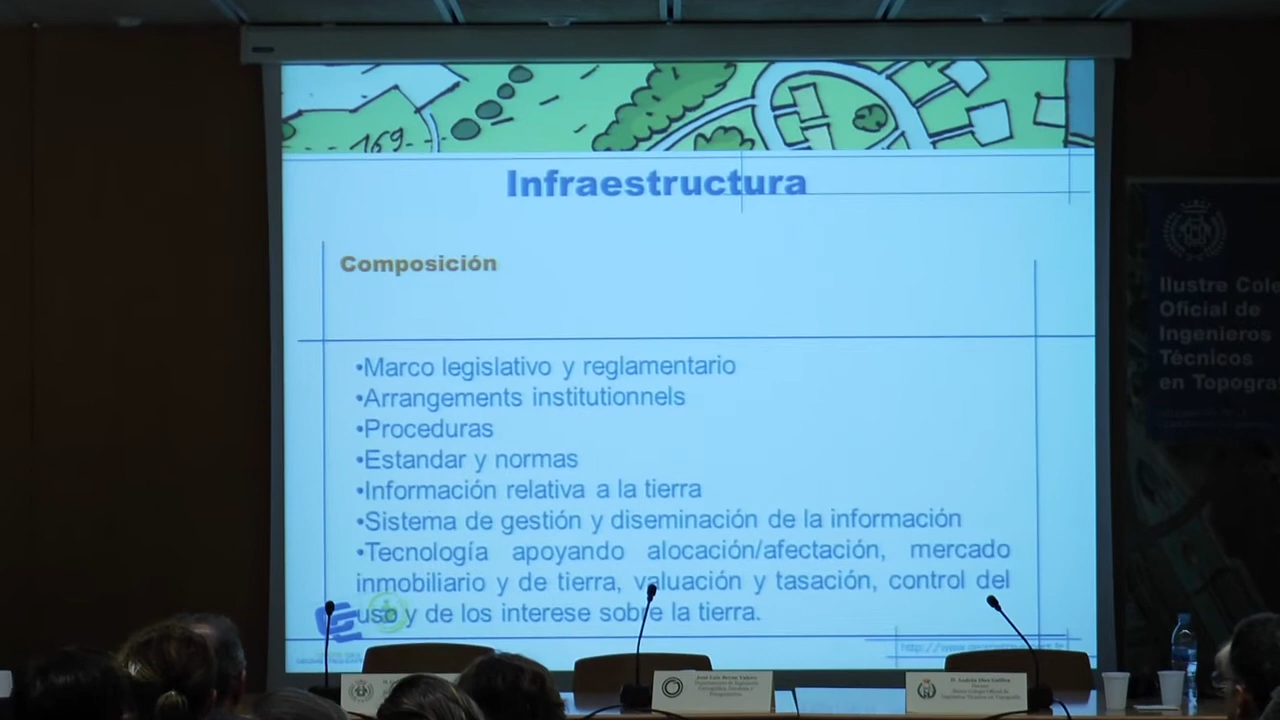 169
Infraestructura
Composición
•Marco legislativo y reglamentario
•Arrangements institutionnels
•Proceduras
•Estandar y normas
•Información relativa a la tierra
•Sistema de gestión y diseminación de la información
•Tecnología apoyando alocación/afectación, mercado
inmobiliario y de tierra, valuación y tasación, control del
uso y de los interese sobre la tierra.
Ilustre Cole
Oficial de
Ingenieros
Técnicos
en Topogra